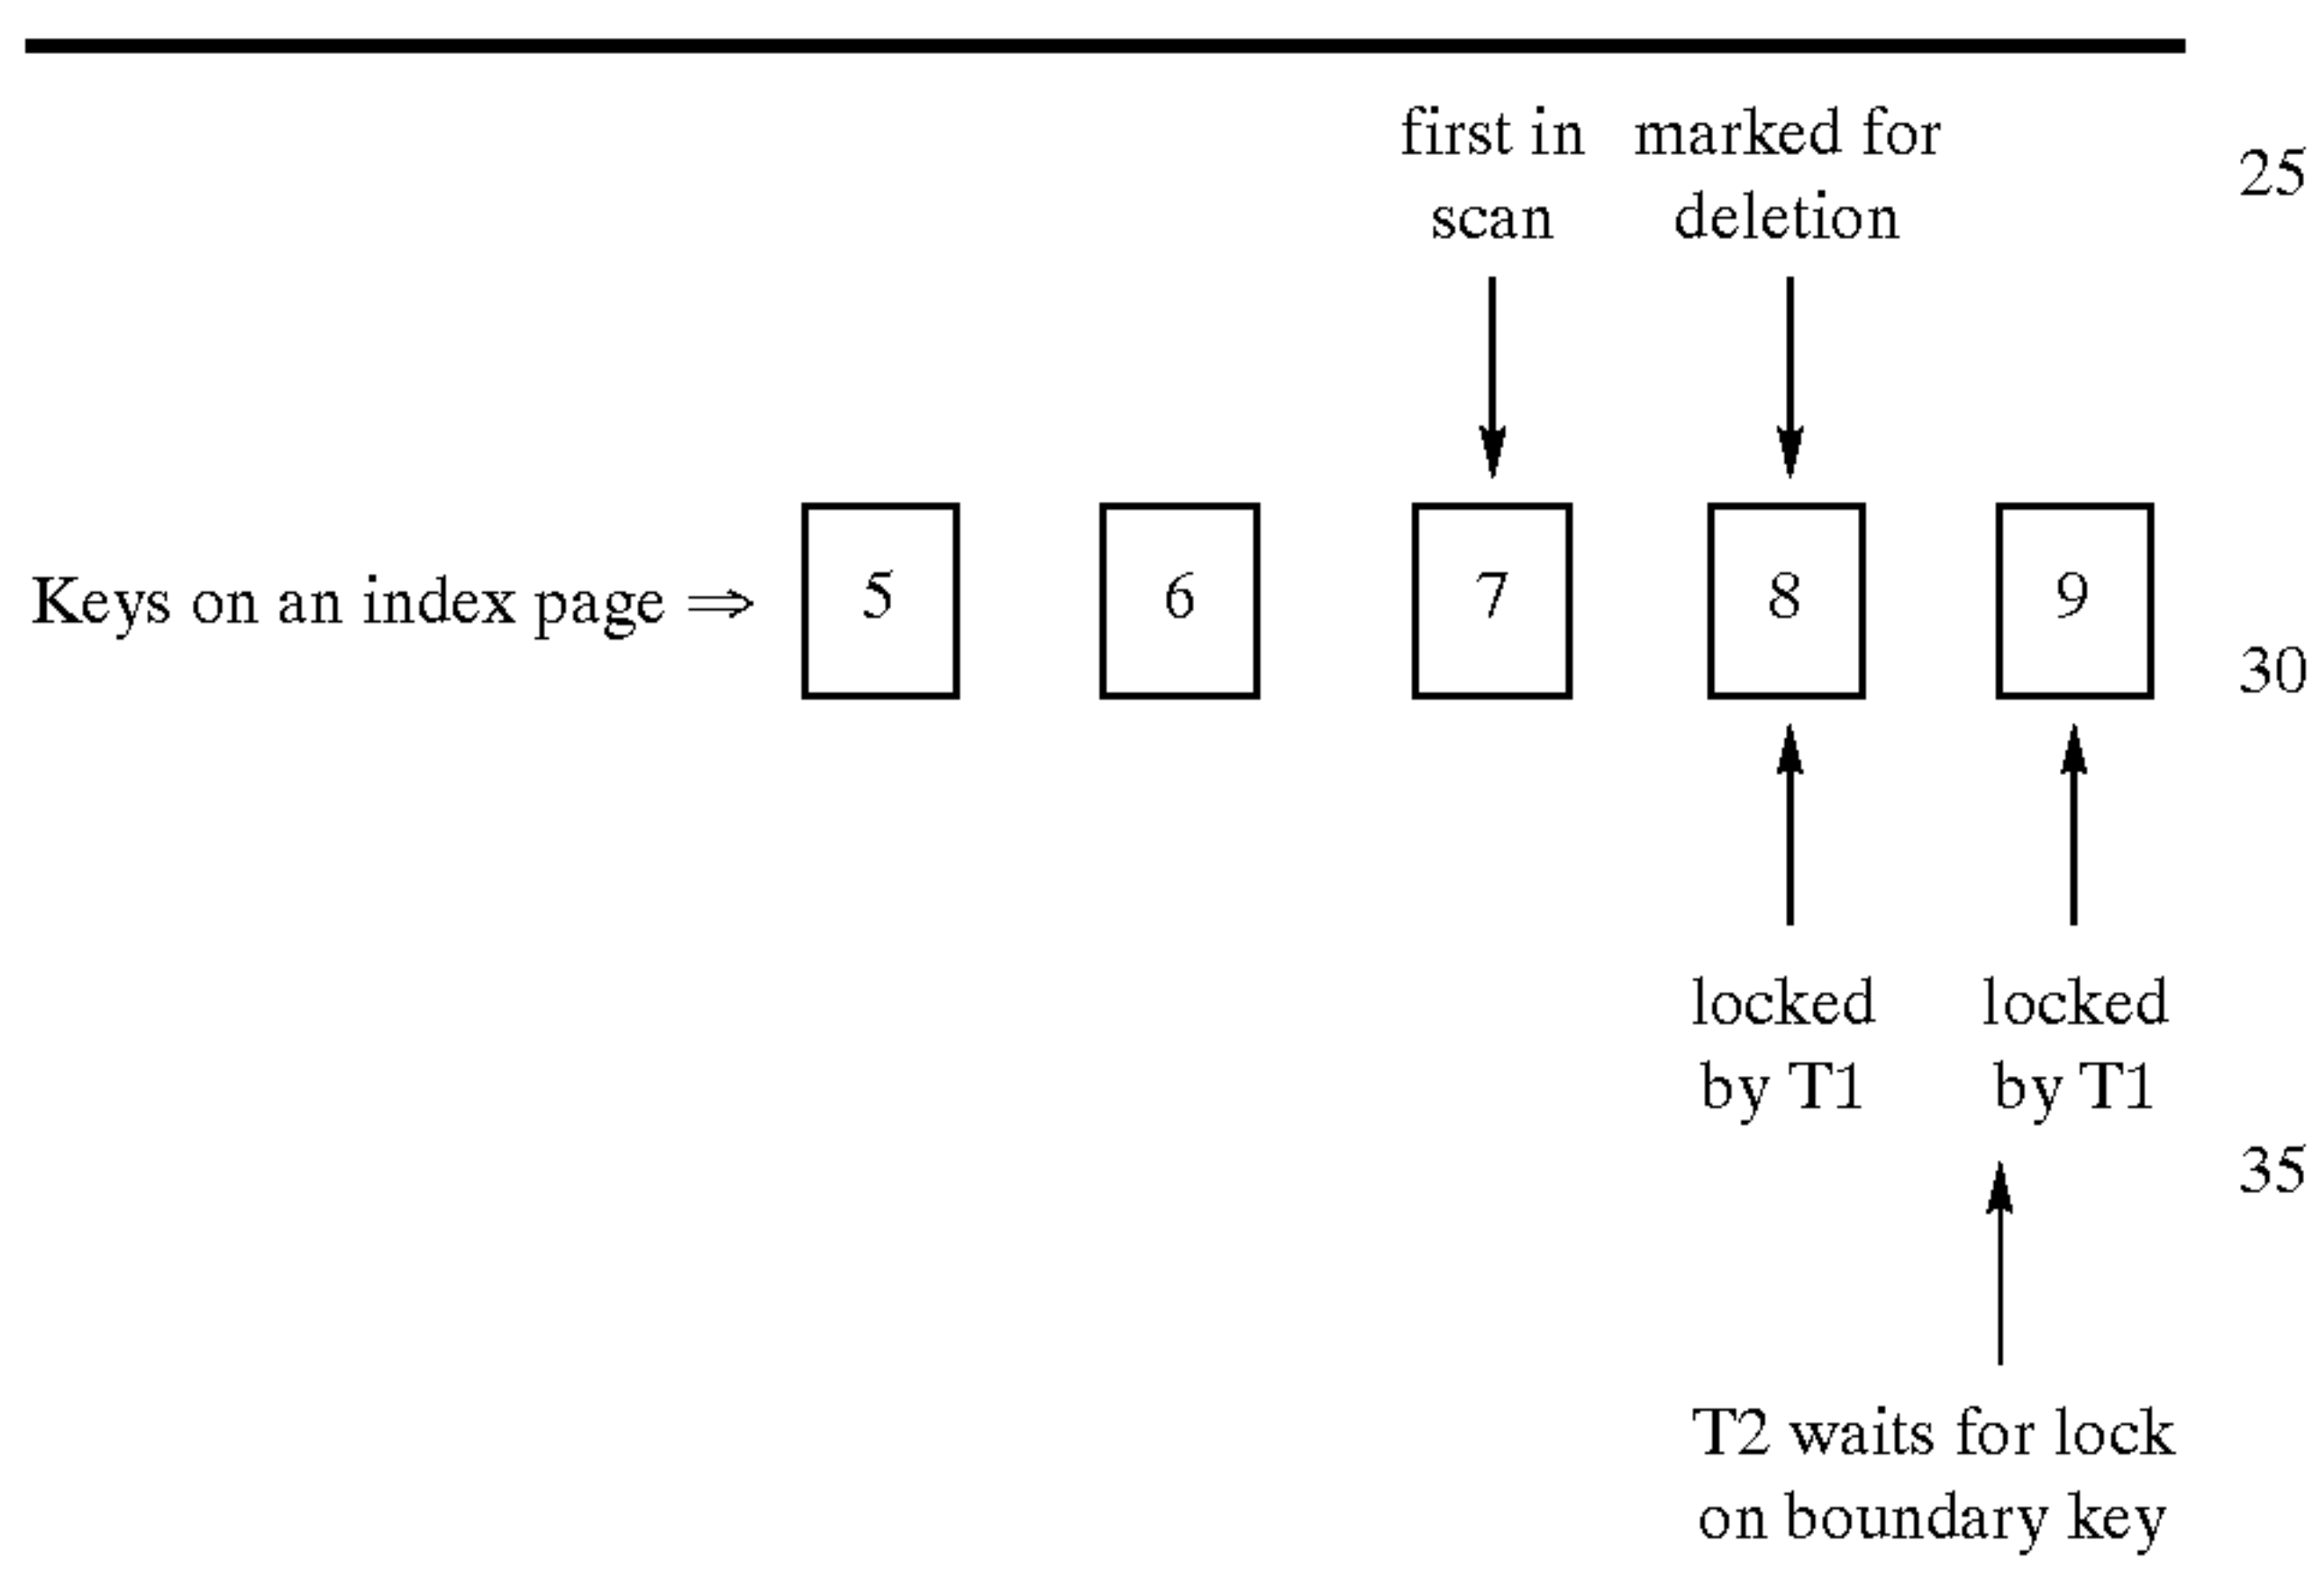 first in marked for
scan deletion
25
Keys on an index page ⇒ 5 6 7 8 9
30
locked locked
by T1 by T1
35
T2 waits for lock
on boundary key